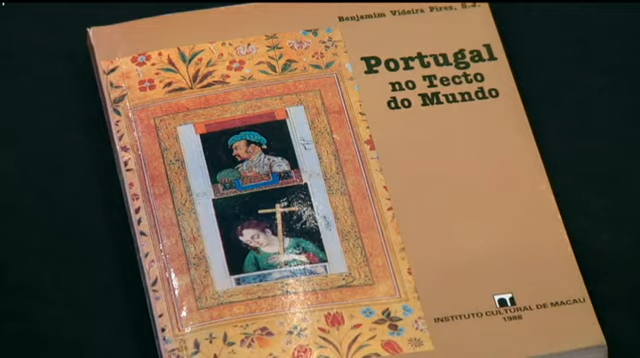 Benjamim Videira Pires, S.J.
Portugal
no Tecto
do Mundo
INSTITUTO CULTURAL DE MACAU
1988